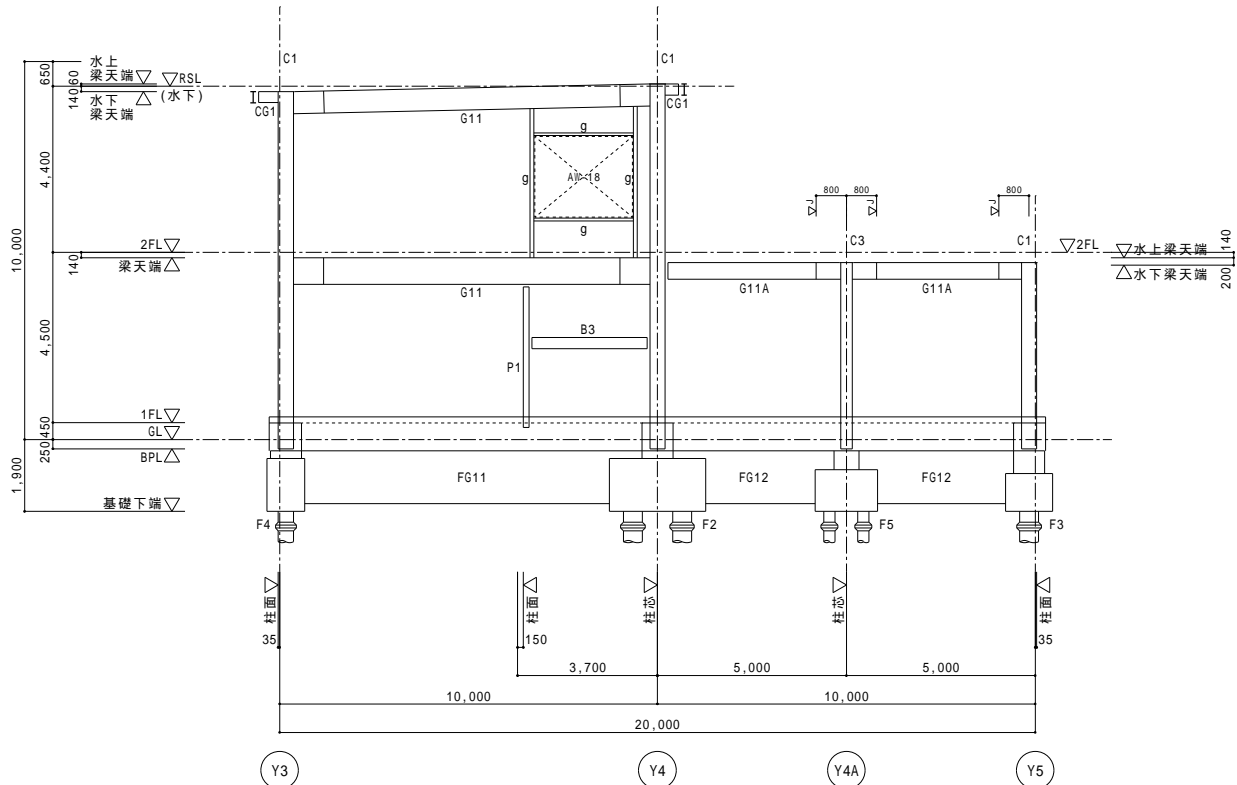 C1
C1
水上
梁天端
RSL
(水下)
水下
梁天端
650
60
140
CG1
CG1
G11
g
g
AW-18
g
g
4,400
10,000
800
800
800
J
J
J
2FL
梁天端
140
C3
C1
2FL
水上梁天端
水下梁天端
140
200
G11
G11A
G11A
B3
P1
4,500
1FL
GL
BPL
450
250
1,900
基礎下端
FG11
FG12
FG12
F4
F2
F5
F3
柱面
柱面
柱芯
柱芯
柱面
35
150
35
3,700
5,000
5,000
10,000
10,000
20,000
Y3
Y4
Y4A
Y5